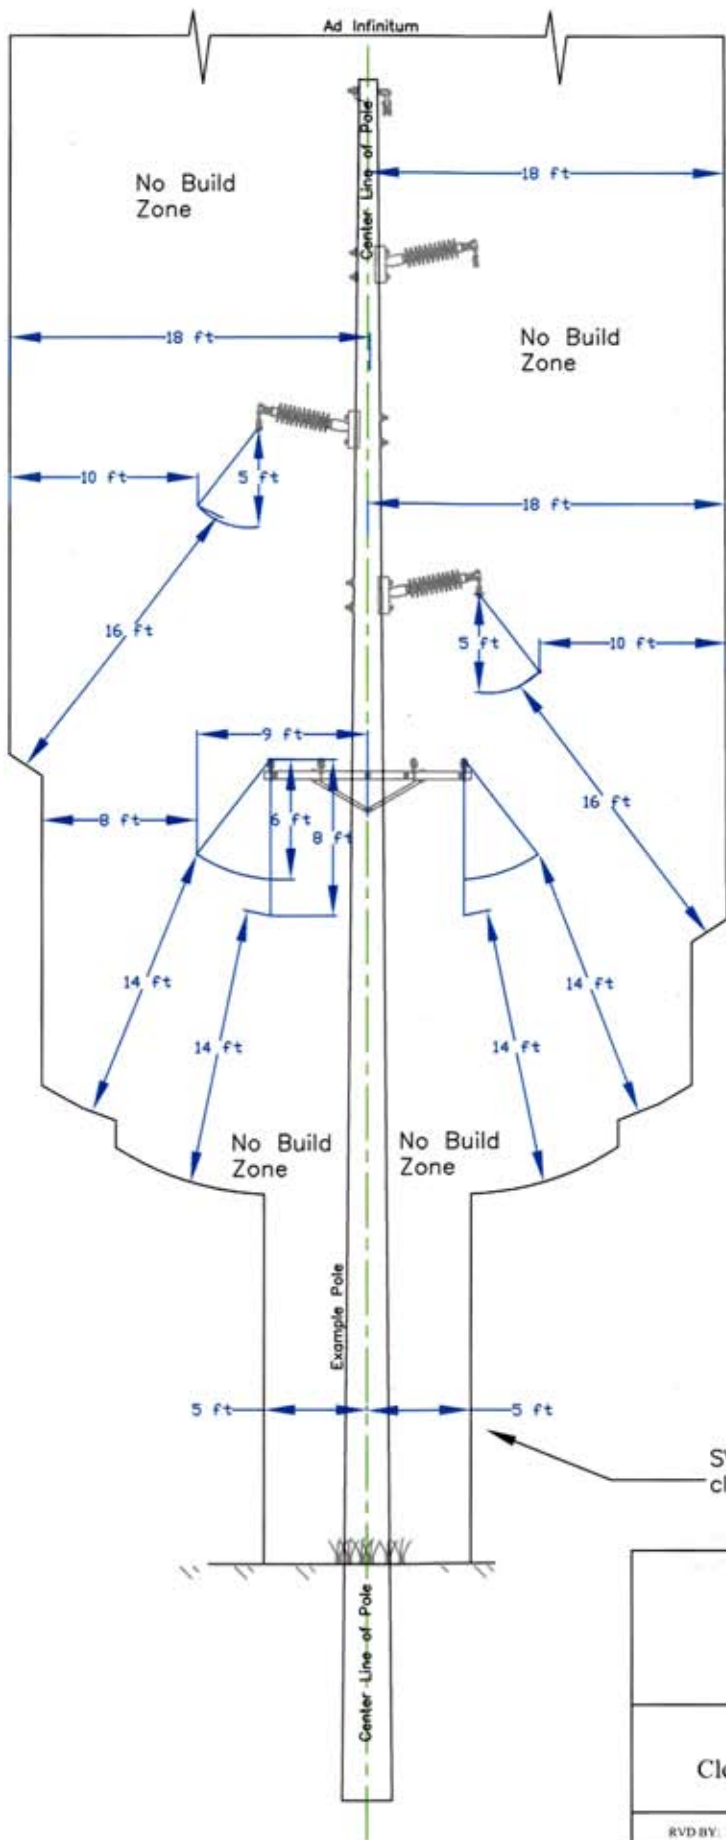 Ad Infinitum
Center Line of Pole
No Build
Zone
18 ft
18 ft
No Build
Zone
10 ft
5 ft
18 ft
16 ft
5 ft
10 ft
9 ft
8 ft
6 ft
8 ft
16 ft
14 ft
14 ft
14 ft
14 ft
No Build
Zone
No Build
Zone
Example Pole
5 ft
5 ft
Center Line of Pole
RVD BY: